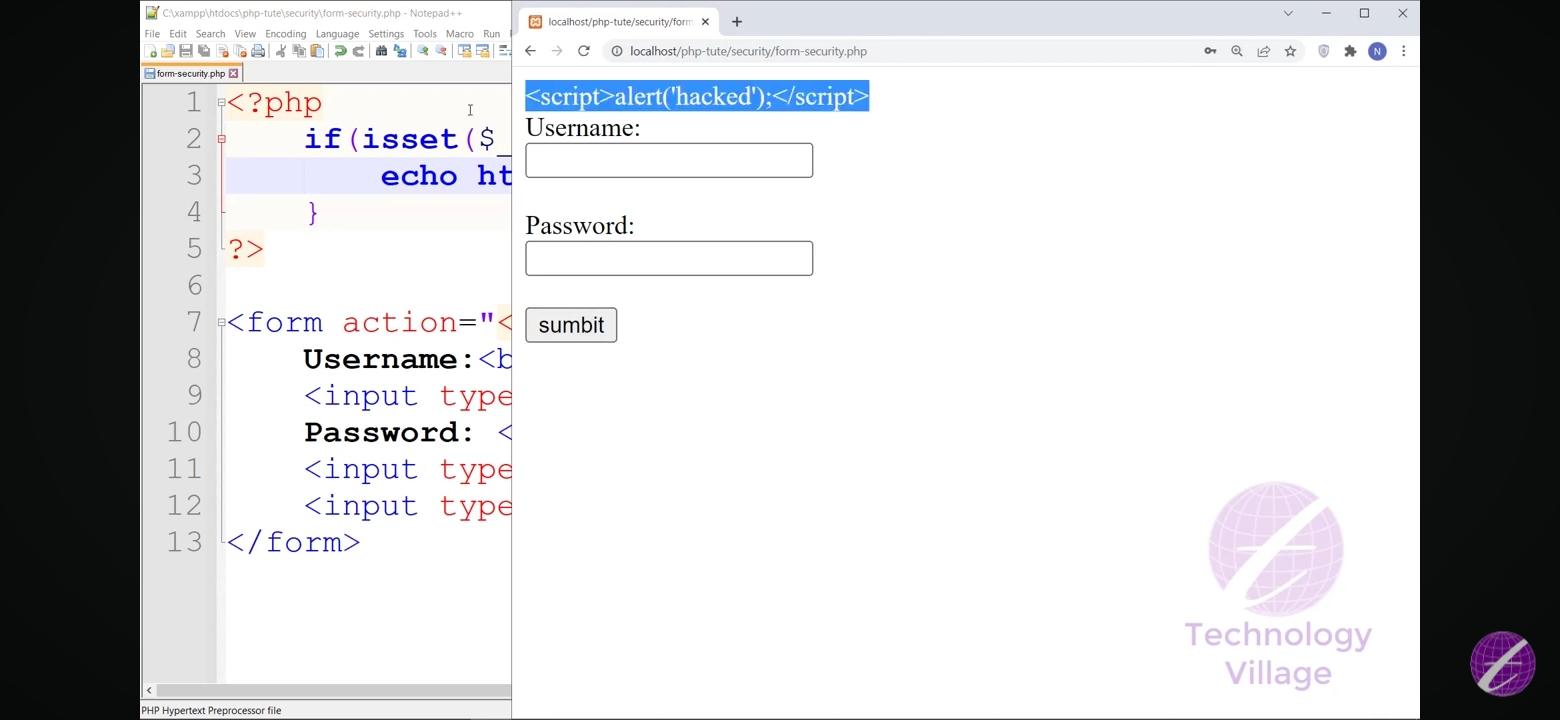 C:\xampp\htdocs\php-tute\security\form-security.php - Notepad++
File Edit Search View Encoding Language Settings Tools Macro Run
form-security.php
1 <?php
2 if(isset($_
3 echo ht
4 }
5 ?>
6
7 <form action="<
8 Username:<b
9 <input type
10 Password: <
11 <input type
12 <input type
13 </form>
PHP Hypertext Preprocessor file
localhost/php-tute/security/form
localhost/php-tute/security/form-security.php
N
<script>alert('hacked');</script>
Username:
Password:
sumbit
Technology
Village